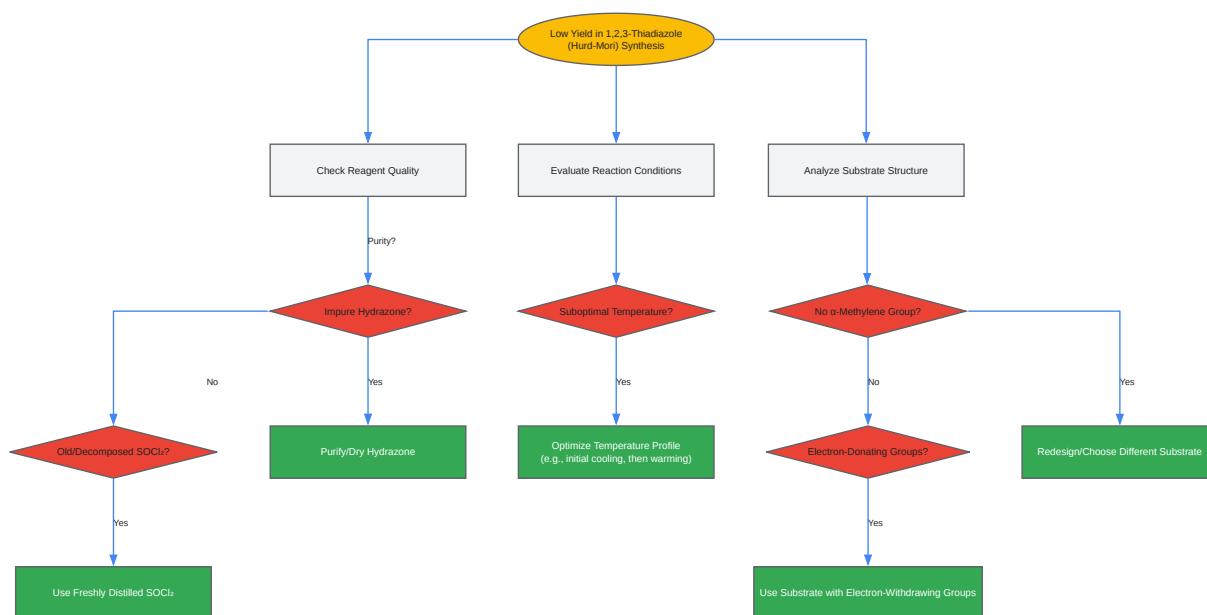 Low Yield in 1,2,3-Thiadiazole
(Hurd-Mori) Synthesis
Check Reagent Quality
Evaluate Reaction Conditions
Analyze Substrate Structure
Purity?
Impure Hydrazone?
Suboptimal Temperature?
No α-Methylene Group?
No
Yes
Yes
No
Yes
Old/Decomposed SOCl₂?
Purify/Dry Hydrazone
Optimize Temperature Profile
(e.g., initial cooling, then warming)
Electron-Donating Groups?
Redesign/Choose Different Substrate
Yes
Yes
Use Freshly Distilled SOCl₂
Use Substrate with Electron-Withdrawing Groups